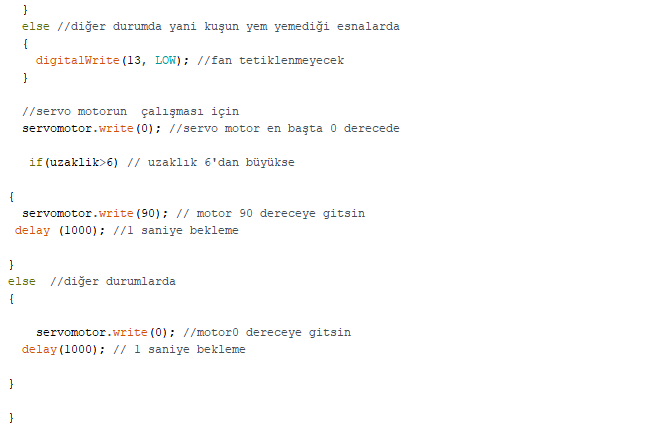 }
else //diğer durumda yani kuşun yem yemediği esnalarda
{
digitalWrite(13, LOW); //fan tetiklenmeyecek
}
//servo motorun  çalışması için
servomotor.write(0); //servo motor en başta 0 derecede
if(uzaklik>6) // uzaklık 6'dan büyükse
{
servomotor.write(90); // motor 90 dereceye gitsin
delay (1000); //1 saniye bekleme
}
else  //diğer durumlarda
{
servomotor.write(0); //motor0 dereceye gitsin
delay(1000); // 1 saniye bekleme
}
}